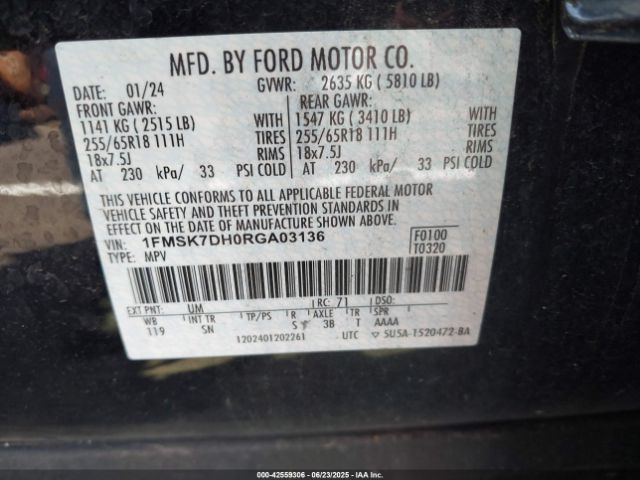 MFD. BY FORD MOTOR CO.
DATE: 01/24 GVWR: 2635 KG ( 5810 LB)
FRONT GAWR: REAR GAWR:
1141 KG ( 2515 LB) WITH 1547 KG ( 3410 LB) WITH
255/65R18 111H TIRES 255/65R18 111H TIRES
18x7.5J RIMS 18x7.5J RIMS
AT 230 kPa/ 33 PSI COLD AT 230 kPa/ 33 PSI COLD
THIS VEHICLE CONFORMS TO ALL APPLICABLE FEDERAL MOTOR
VEHICLE SAFETY AND THEFT PREVENTION STANDARDS IN
EFFECT ON THE DATE OF MANUFACTURE SHOWN ABOVE.
VIN: 1FMSK7DH0RGA03136 F0100
TYPE: MPV T0320
EXT PNT: UM RC: 71 DSO:
WB INT TR TP/PS R AXLE TR SPR
119 SN S 3B T AAAA
1202401202261 UTC 5U5A-1520472-BA
00-42559306 - 06/23/2025 - IAA Inc.